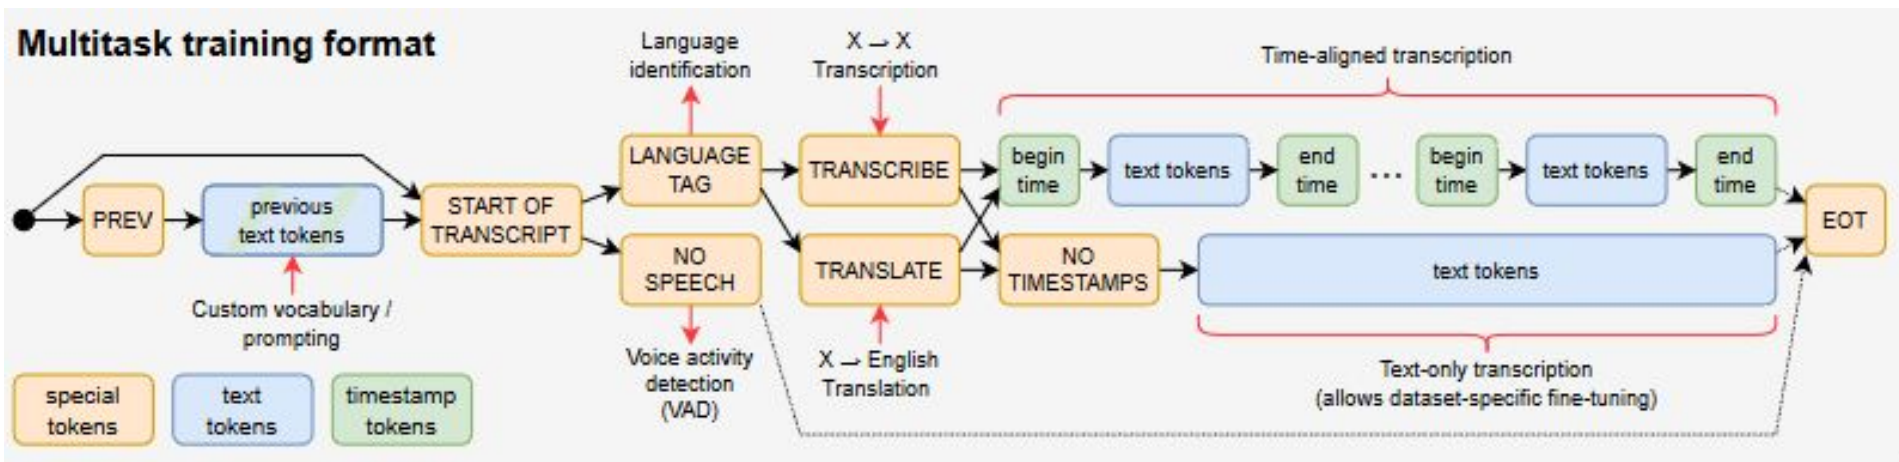 Multitask training format
Language
identification
X → X
Transcription
Time-aligned transcription
PREV
previous
text tokens
START OF
TRANSCRIPT
LANGUAGE
TAG
NO
SPEECH
TRANSCRIBE
TRANSLATE
begin
time
text tokens
end
time
...
begin
time
text tokens
end
time
NO
TIMESTAMPS
text tokens
EOT
Custom vocabulary /
prompting
Voice activity
detection
(VAD)
X → English
Translation
Text-only transcription
(allows dataset-specific fine-tuning)
special
tokens
text
tokens
timestamp
tokens